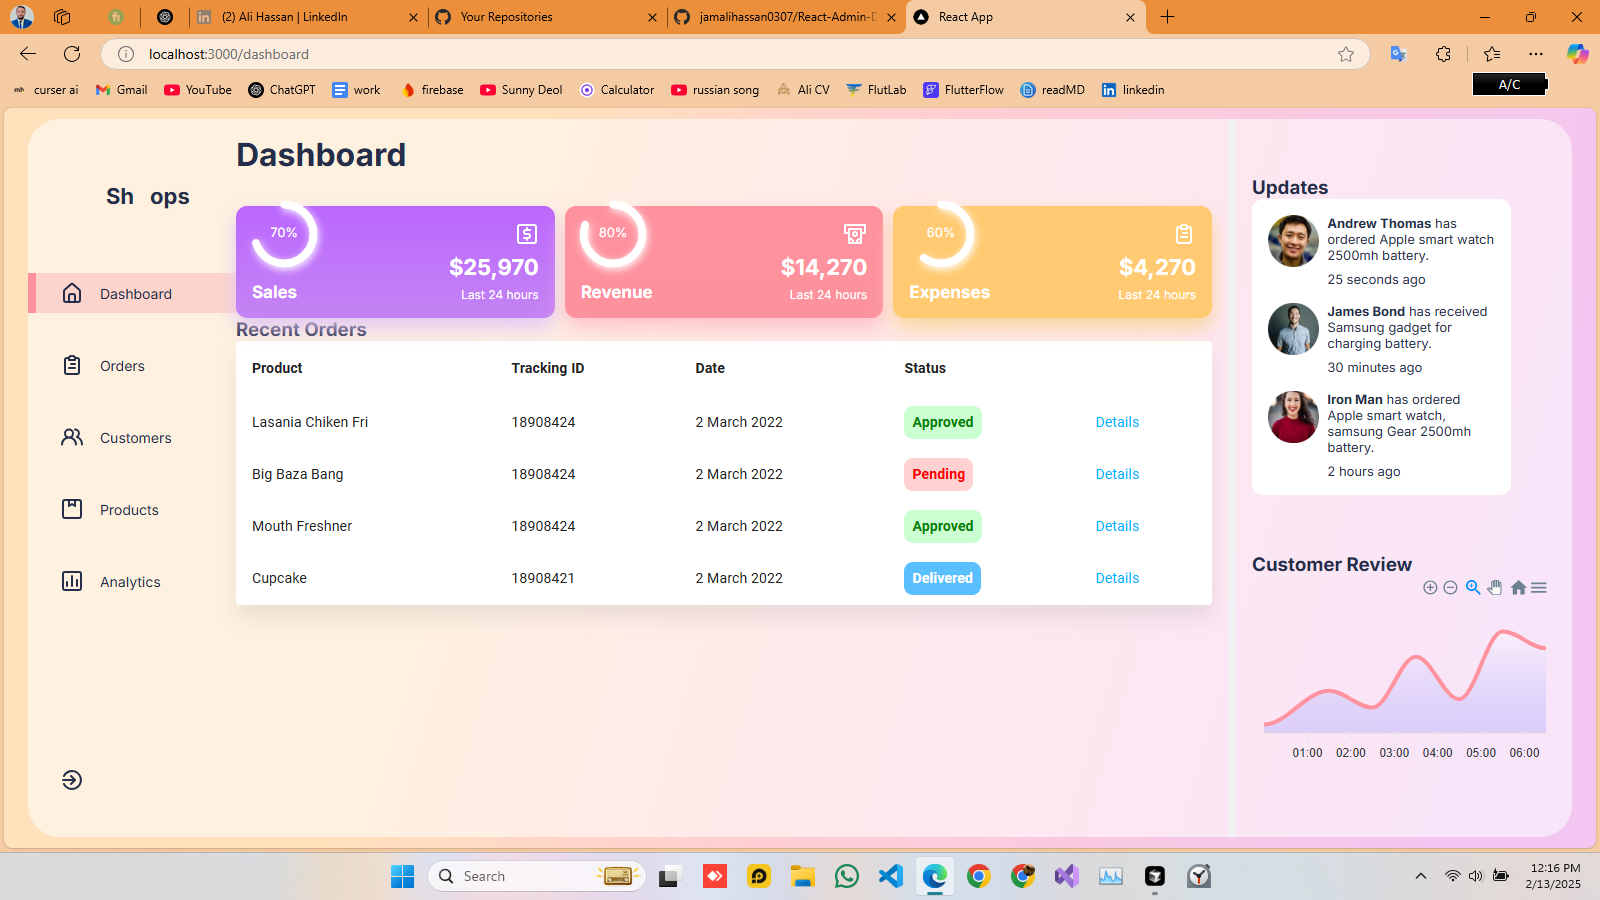 (2) Ali Hassan | LinkedIn
Your Repositories
jamalihassan0307/React-Admin-D
React App
localhost:3000/dashboard
curser ai
Gmail
YouTube
ChatGPT
work
firebase
Sunny Deol
Calculator
russian song
Ali CV
FlutLab
FlutterFlow
readMD
linkedin
A/C
Sh ops
Dashboard
Orders
Customers
Products
Analytics
Dashboard
70%
$25,970
Sales
Last 24 hours
80%
$14,270
Revenue
Last 24 hours
60%
$4,270
Expenses
Last 24 hours
Recent Orders
Product Tracking ID Date Status
Lasania Chiken Fri 18908424 2 March 2022 Approved Details
Big Baza Bang 18908424 2 March 2022 Pending Details
Mouth Freshner 18908424 2 March 2022 Approved Details
Cupcake 18908421 2 March 2022 Delivered Details
Updates
Andrew Thomas has
ordered Apple smart watch
2500mh battery.
25 seconds ago
James Bond has received
Samsung gadget for
charging battery.
30 minutes ago
Iron Man has ordered
Apple smart watch,
samsung Gear 2500mh
battery.
2 hours ago
Customer Review
01:00 02:00 03:00 04:00 05:00 06:00
Search
12:16 PM
2/13/2025